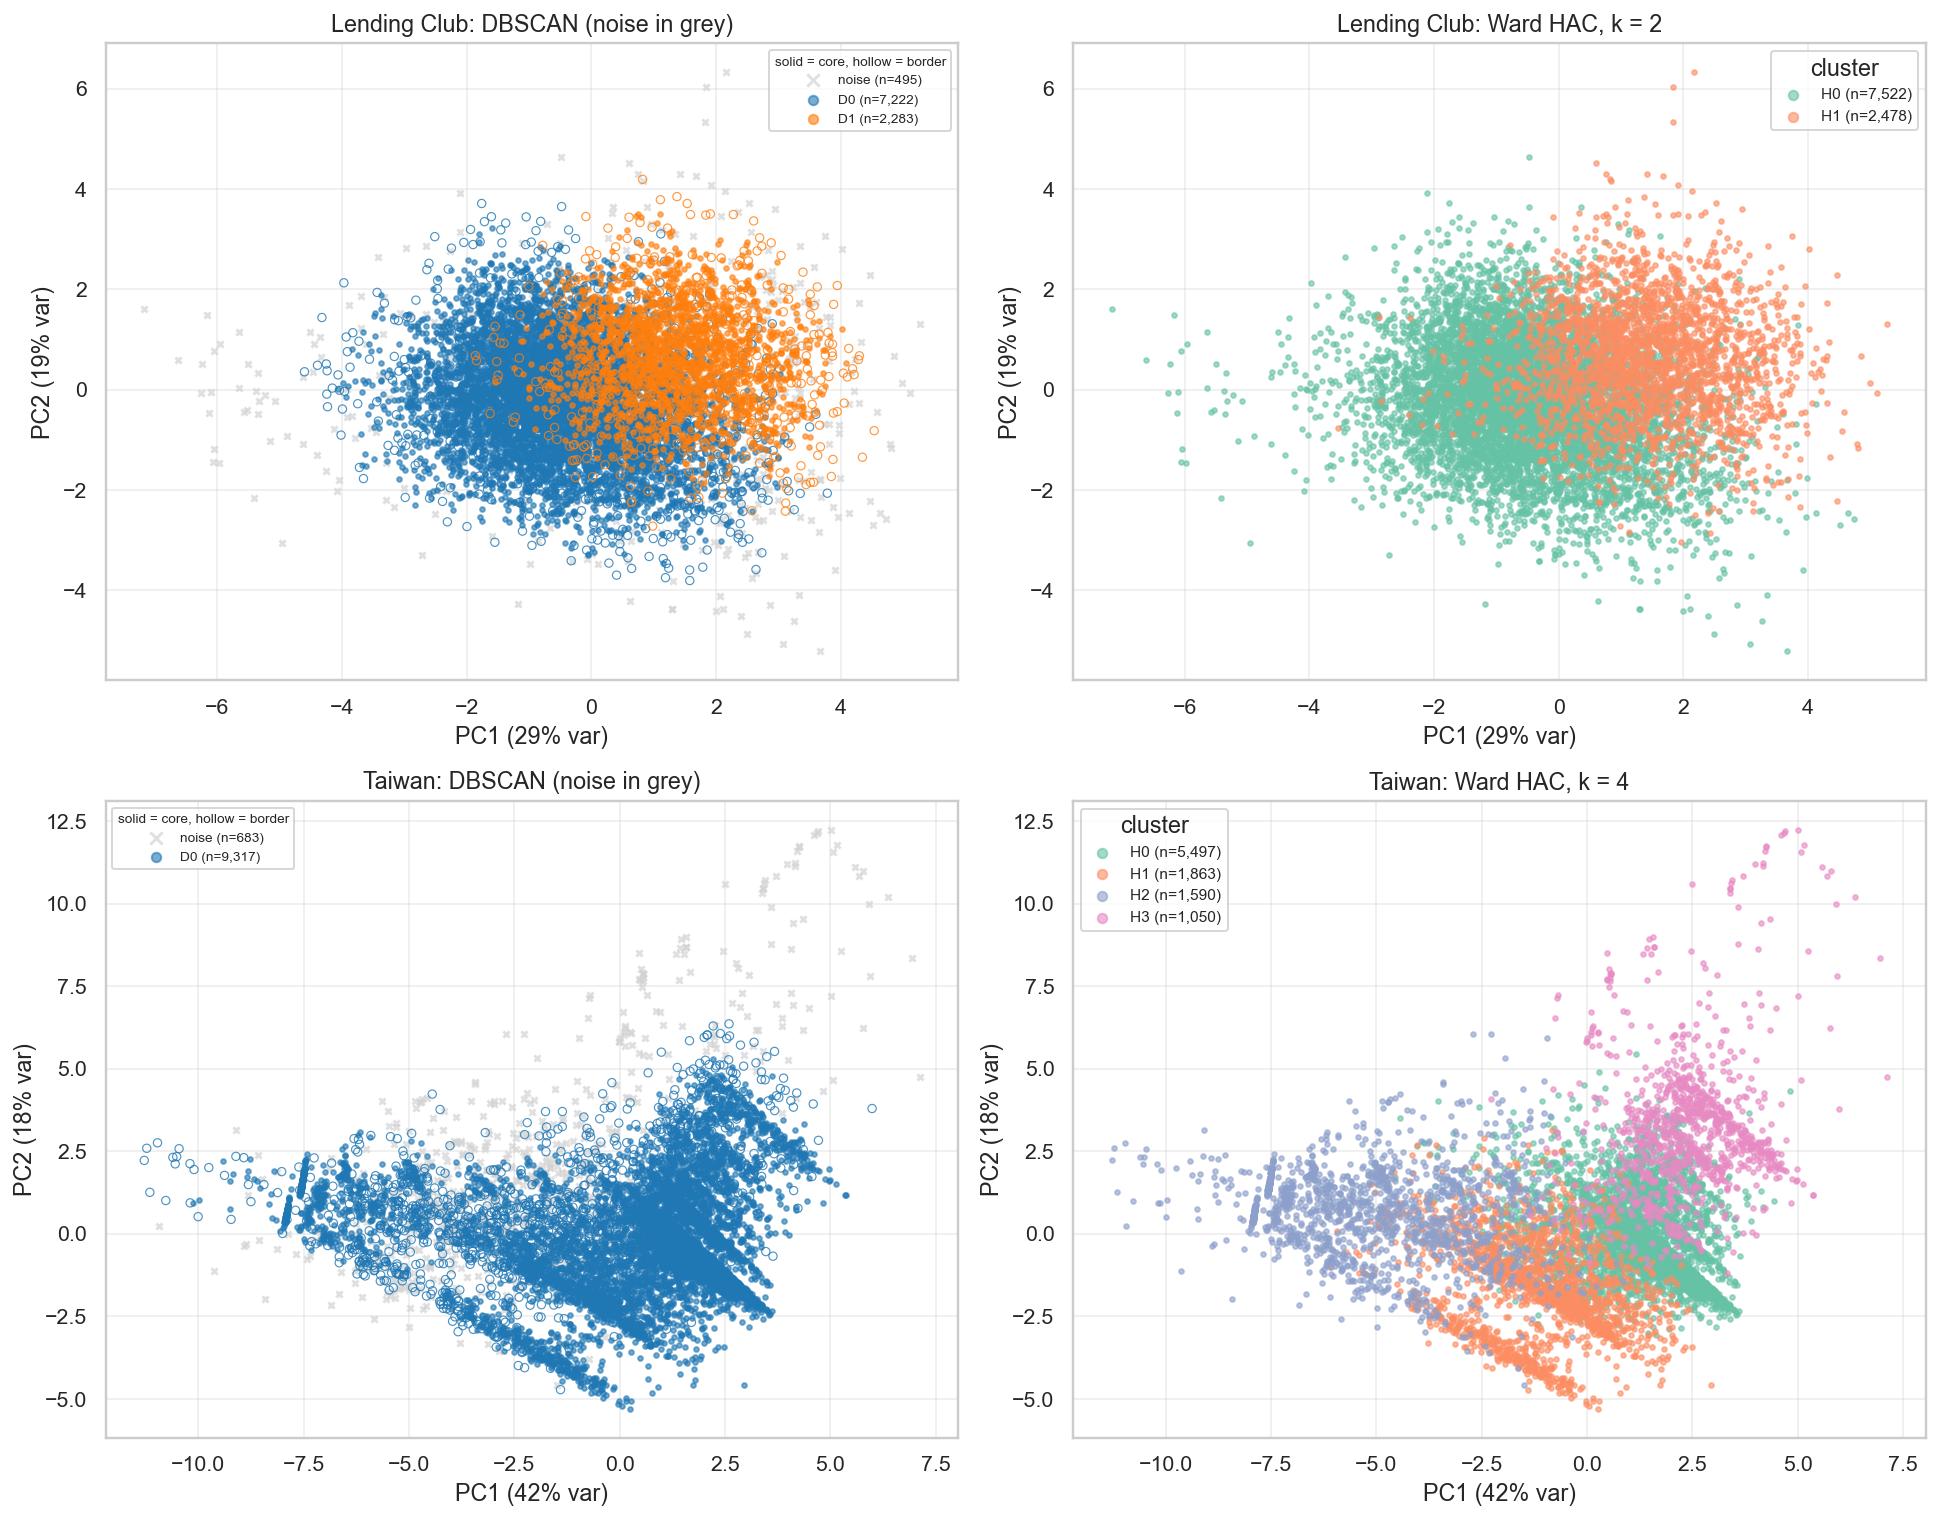 Lending Club: DBSCAN (noise in grey)
solid = core, hollow = border
noise (n=495)
D0 (n=7,222)
D1 (n=2,283)
6
4
2
0
−2
−4
PC2 (19% var)
−6
−4
−2
0
2
4
PC1 (29% var)
Lending Club: Ward HAC, k = 2
cluster
H0 (n=7,522)
H1 (n=2,478)
6
4
2
0
−2
−4
PC2 (19% var)
−6
−4
−2
0
2
4
PC1 (29% var)
Taiwan: DBSCAN (noise in grey)
solid = core, hollow = border
noise (n=683)
D0 (n=9,317)
12.5
10.0
7.5
5.0
2.5
0.0
−2.5
−5.0
PC2 (18% var)
−10.0
−7.5
−5.0
−2.5
0.0
2.5
5.0
7.5
PC1 (42% var)
Taiwan: Ward HAC, k = 4
cluster
H0 (n=5,497)
H1 (n=1,863)
H2 (n=1,590)
H3 (n=1,050)
12.5
10.0
7.5
5.0
2.5
0.0
−2.5
−5.0
PC2 (18% var)
−10.0
−7.5
−5.0
−2.5
0.0
2.5
5.0
7.5
PC1 (42% var)